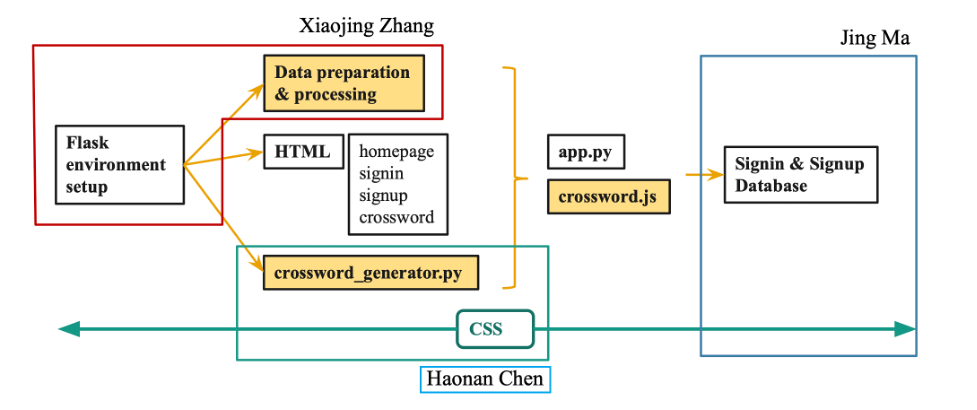 Xiaojing Zhang
Jing Ma
Data preparation
& processing
Flask
environment
setup
HTML
homepage
signin
signup
crossword
app.py
crossword.js
Signin & Signup
Database
crossword_generator.py
CSS
Haonan Chen